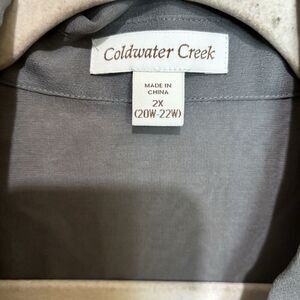 Coldwater Creek
MADE IN
CHINA
2X
(20W-22W)